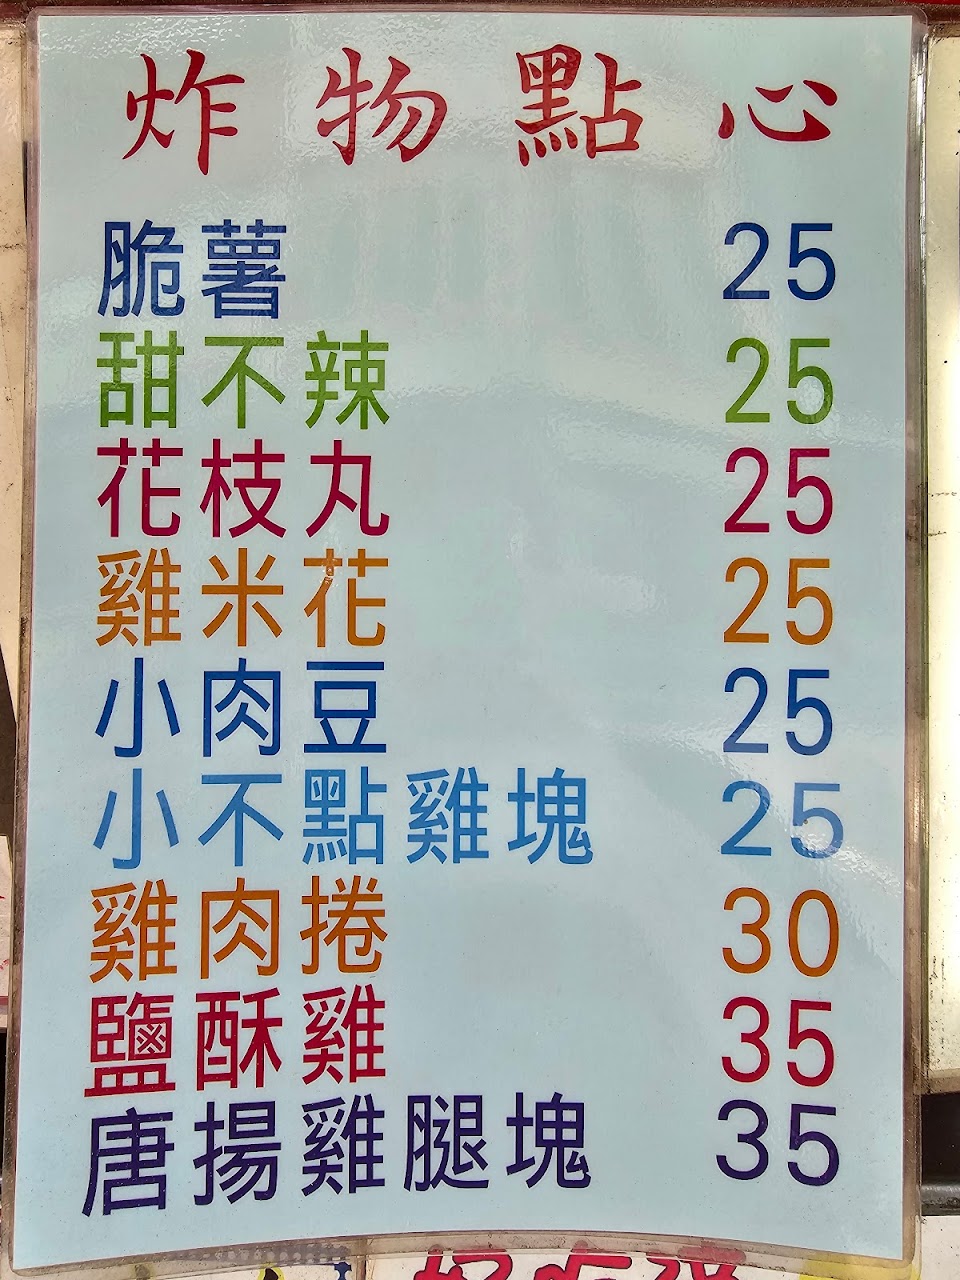 炸物點心
脆薯 25
甜不辣 25
花枝丸 25
雞米花 25
小肉豆 25
小不點雞塊 25
雞肉捲 30
鹽酥雞 35
唐揚雞腿塊 35